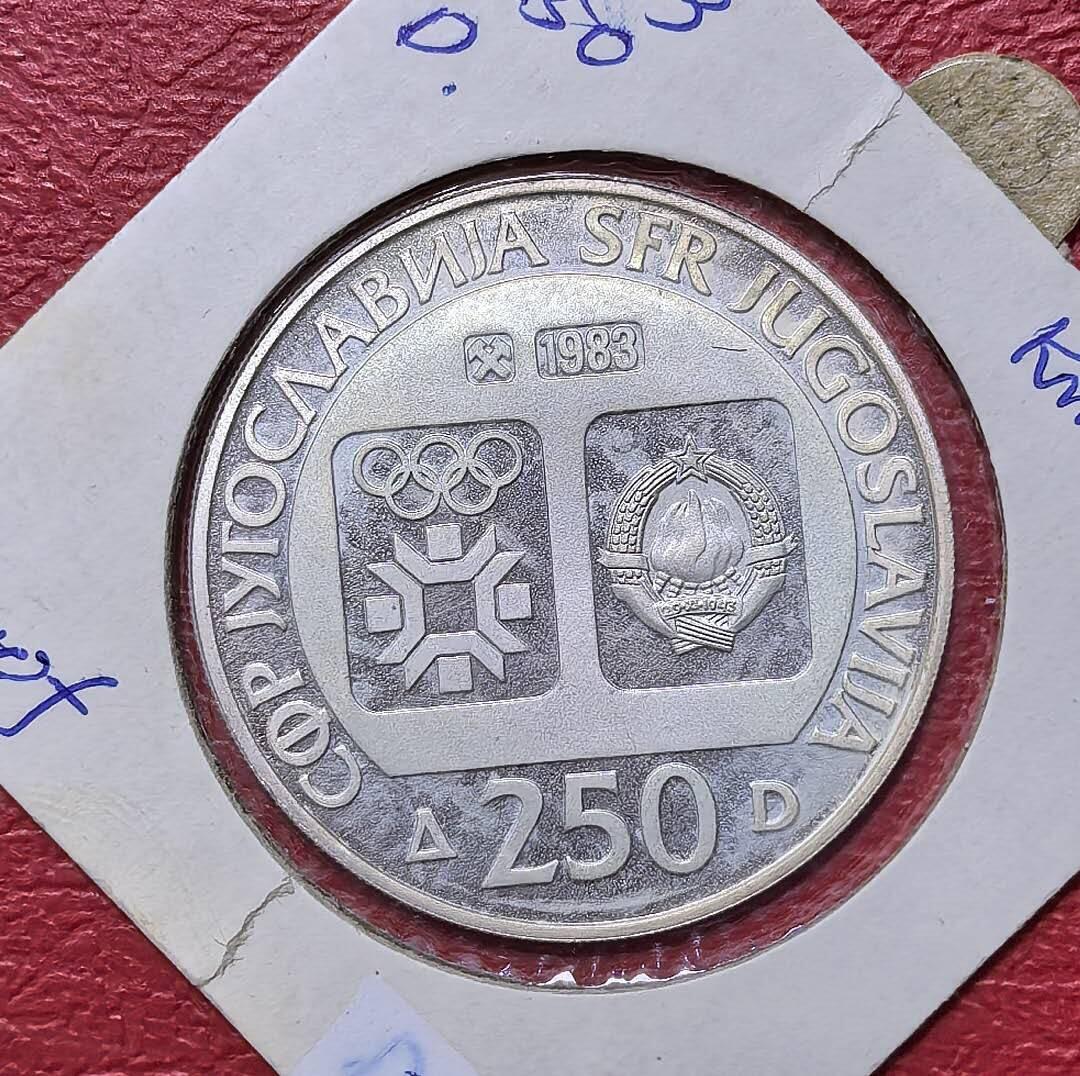 СФР ЈУГОСЛАВИЈА SFR JUGOSLAVIJA
1983
29·XI·1943
Д 250 D